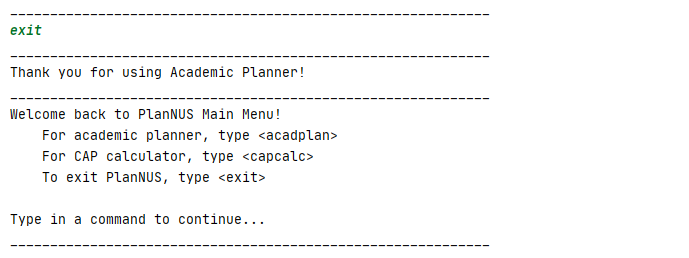 ____________________________________________________________
exit
____________________________________________________________
Thank you for using Academic Planner!
____________________________________________________________
Welcome back to PlanNUS Main Menu!
    For academic planner, type <acadplan>
    For CAP calculator, type <capcalc>
    To exit PlanNUS, type <exit>

Type in a command to continue...
____________________________________________________________